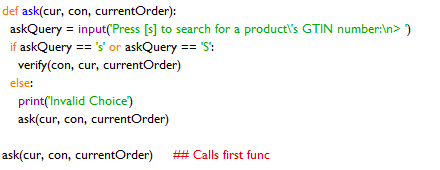 def ask(cur, con, currentOrder):
askQuery = input('Press [s] to search for a product\'s GTIN number:\n> ')
if askQuery == 's' or askQuery == 'S':
verify(con, cur, currentOrder)
else:
print('Invalid Choice')
ask(cur, con, currentOrder)
ask(cur, con, currentOrder) ## Calls first func